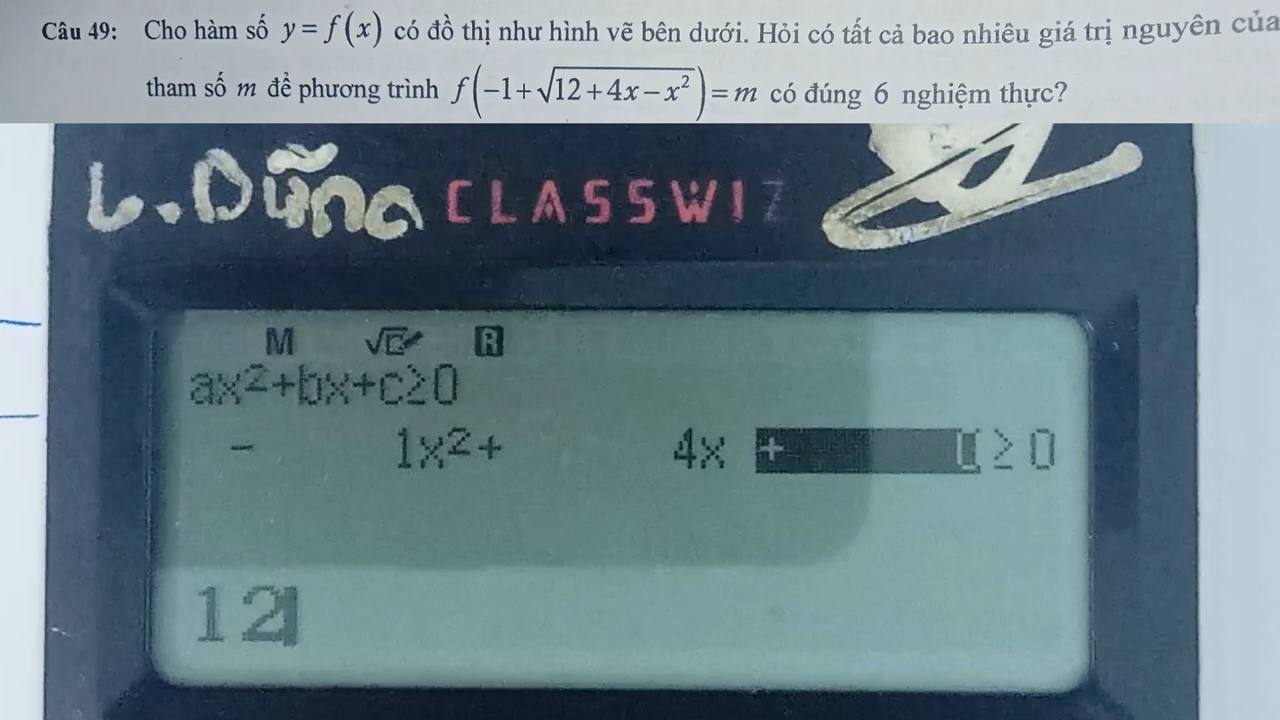 Câu 49: Cho hàm số y = f(x) có đồ thị như hình vẽ bên dưới. Hỏi có tất cả bao nhiêu giá trị nguyên của
tham số m để phương trình f(−1+√(12+4x−x²)) = m có đúng 6 nghiệm thực?
L.Dũng CLASSWIZ
M √ R
ax²+bx+c≥0
− 1x²+ 4x + 0≥0
12